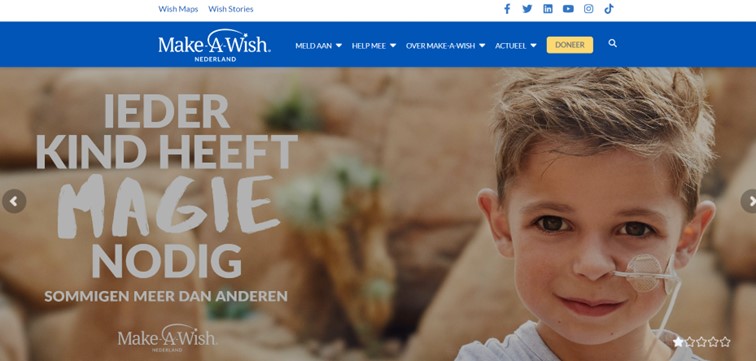 Wish Maps Wish Stories
Make-A-Wish®
NEDERLAND
MELD AAN HELP MEE OVER MAKE-A-WISH ACTUEEL DONEER
IEDER
KIND HEEFT
MAGIE
NODIG
SOMMIGEN MEER DAN ANDEREN
Make-A-Wish®
NEDERLAND